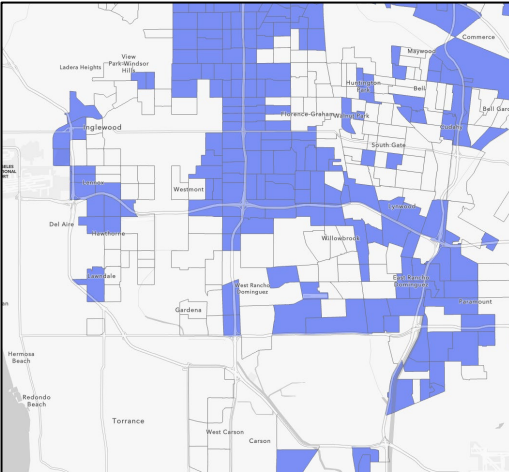 Commerce
View
Park-Windsor
Hills
Maywood
Ladera Heights
Huntington
Park
Bell
Bell Gard
Florence-Graham
Walnut Park
Cudahy
Inglewood
South Gate
Lennox
Westmont
Lynwood
Del Aire
Hawthorne
Willowbrook
Lawndale
West Rancho
Dominguez
East Rancho
Dominguez
Paramount
Gardena
Hermosa
Beach
Redondo
Beach
Torrance
West Carson
Carson